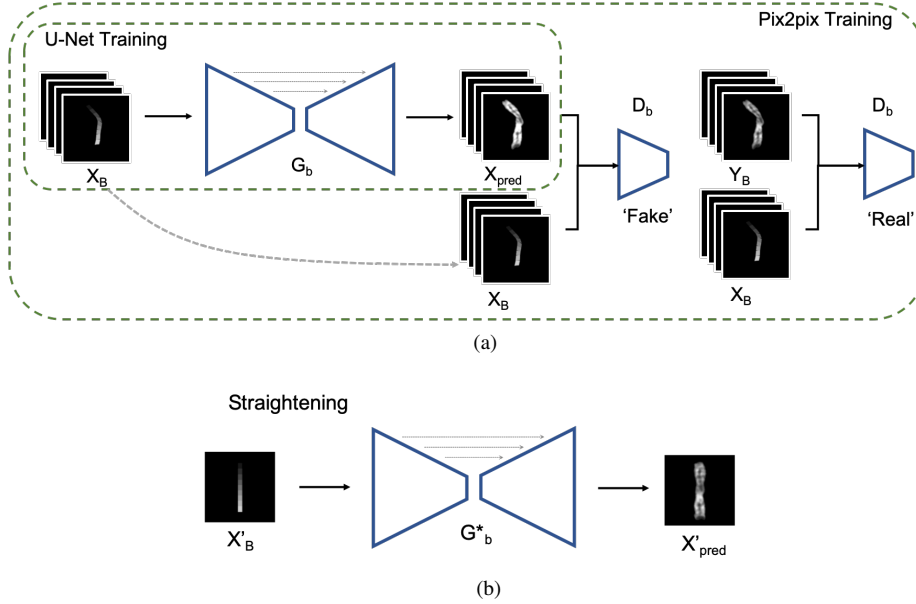 Pix2pix Training
U-Net Training
X_B
G_b
X_pred
D_b
'Fake'
X_B
Y_B
X_B
D_b
'Real'
(a)
Straightening
X'_B
G*_b
X'_pred
(b)